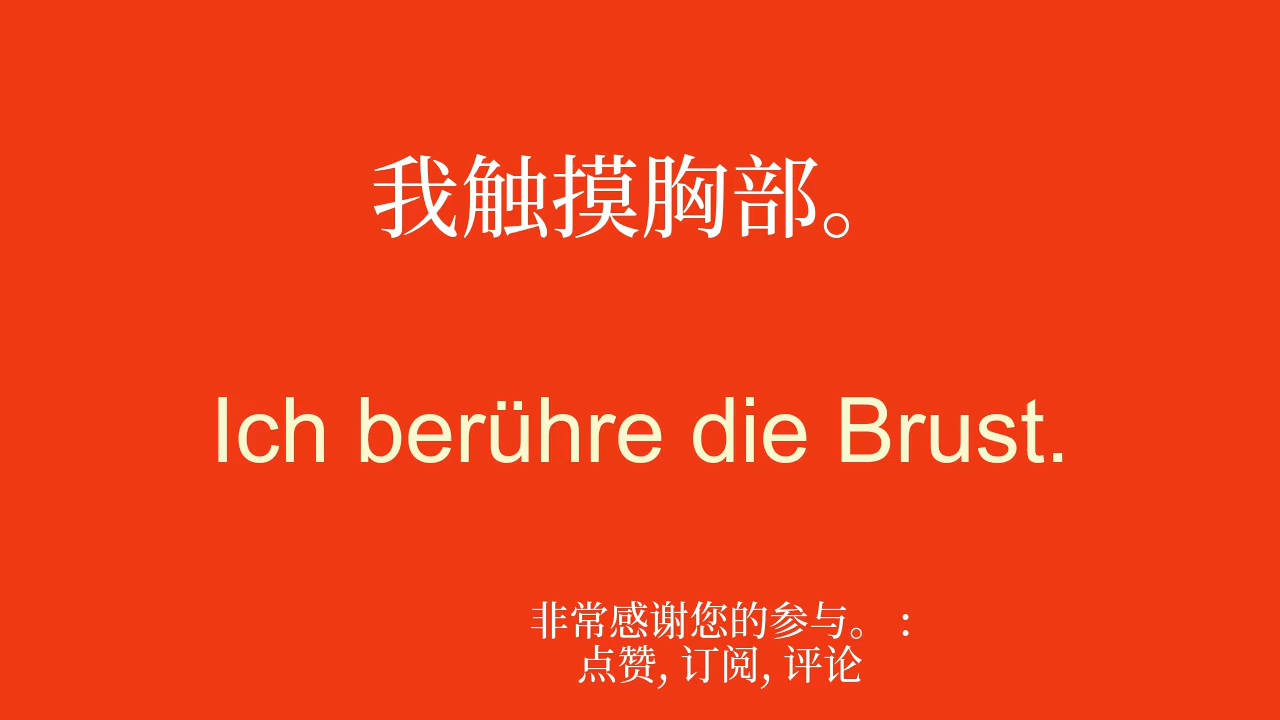 我触摸胸部。
Ich berühre die Brust.
非常感谢您的参与。 :
点赞, 订阅, 评论